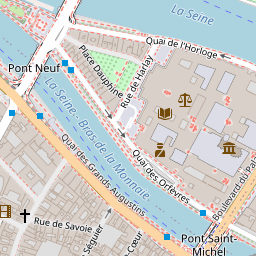 La Seine
Quai de l'Horloge
Rue de Harlay
Place Dauphine
Pont Neuf
La Seine - Bras de la Monnaie
Quai des Grands Augustins
Quai des Orfèvres
Boulevard du Pal
Rue de Savoie
Séguier
-Cœur-
Pont Saint-
Michel